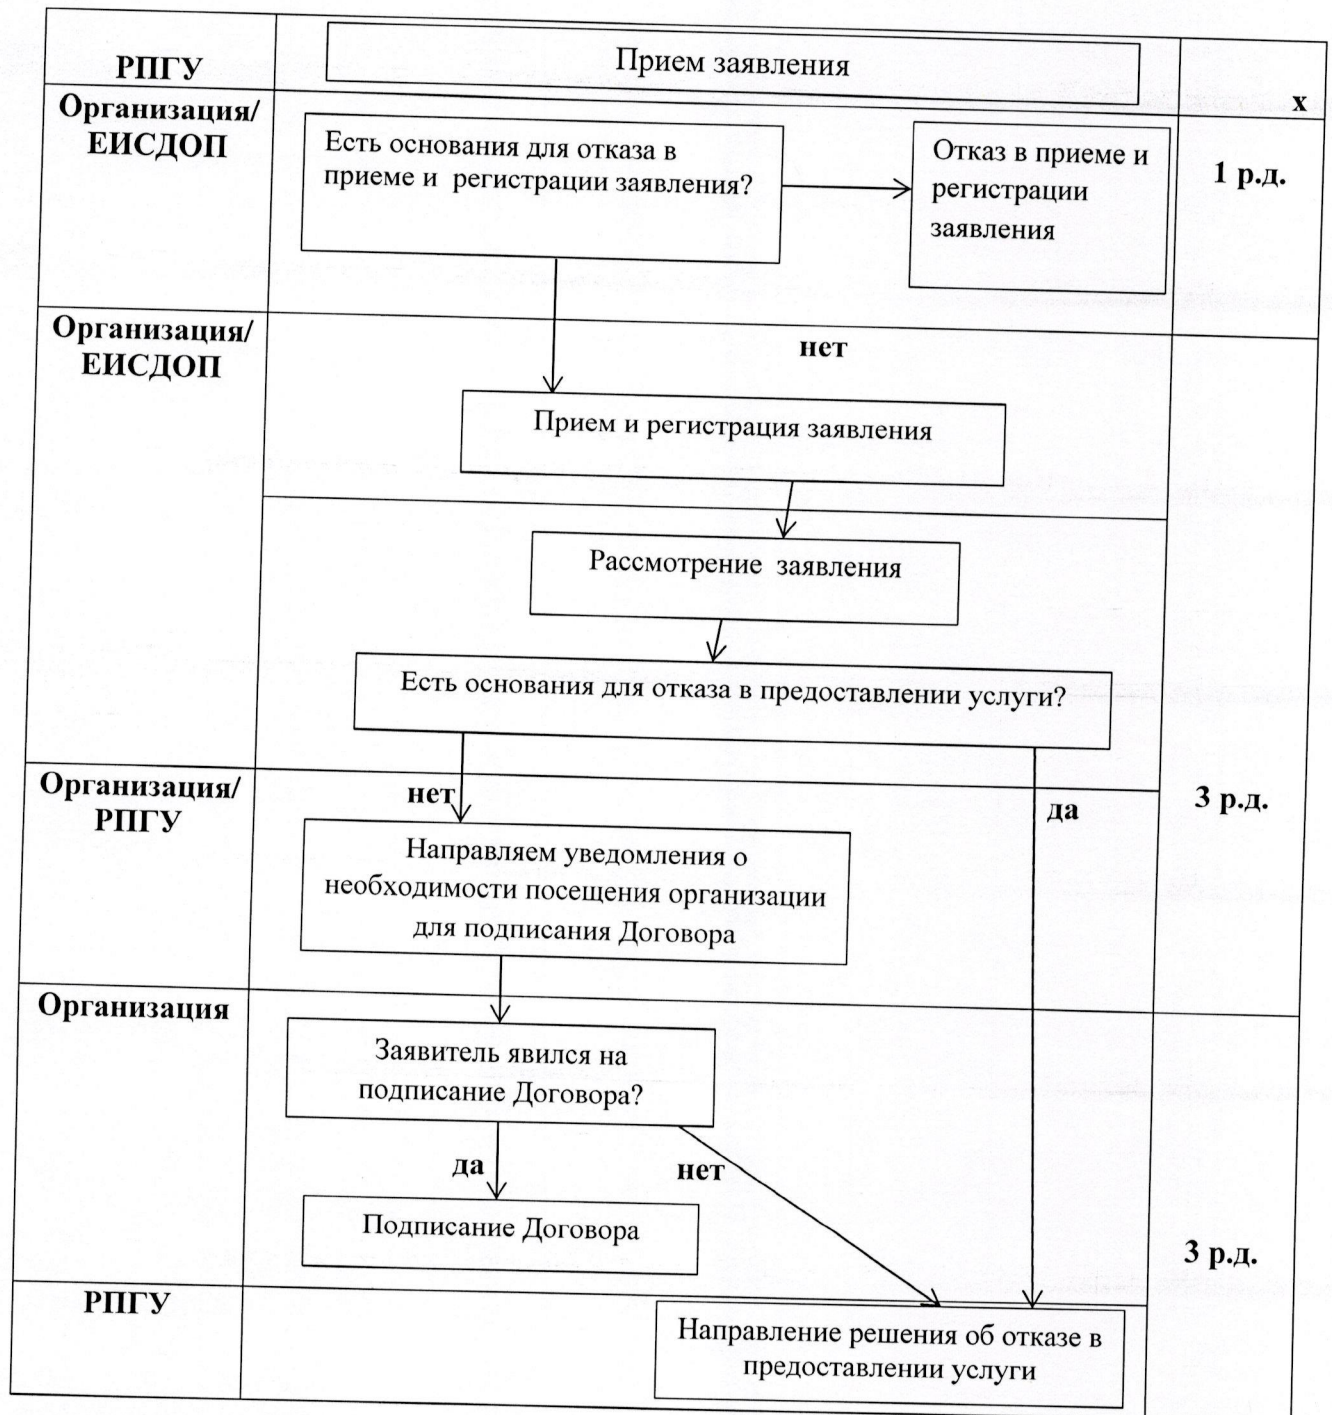 РПГУ
Прием заявления
х
Организация/
ЕИСДОП
Есть основания для отказа в
приеме и регистрации заявления?
Отказ в приеме и
регистрации
заявления
1 р.д.
Организация/
ЕИСДОП
нет
Прием и регистрация заявления
Рассмотрение заявления
Есть основания для отказа в предоставлении услуги?
Организация/
РПГУ
нет
да
3 р.д.
Направляем уведомления о
необходимости посещения организации
для подписания Договора
Организация
Заявитель явился на
подписание Договора?
да
нет
Подписание Договора
3 р.д.
РПГУ
Направление решения об отказе в
предоставлении услуги